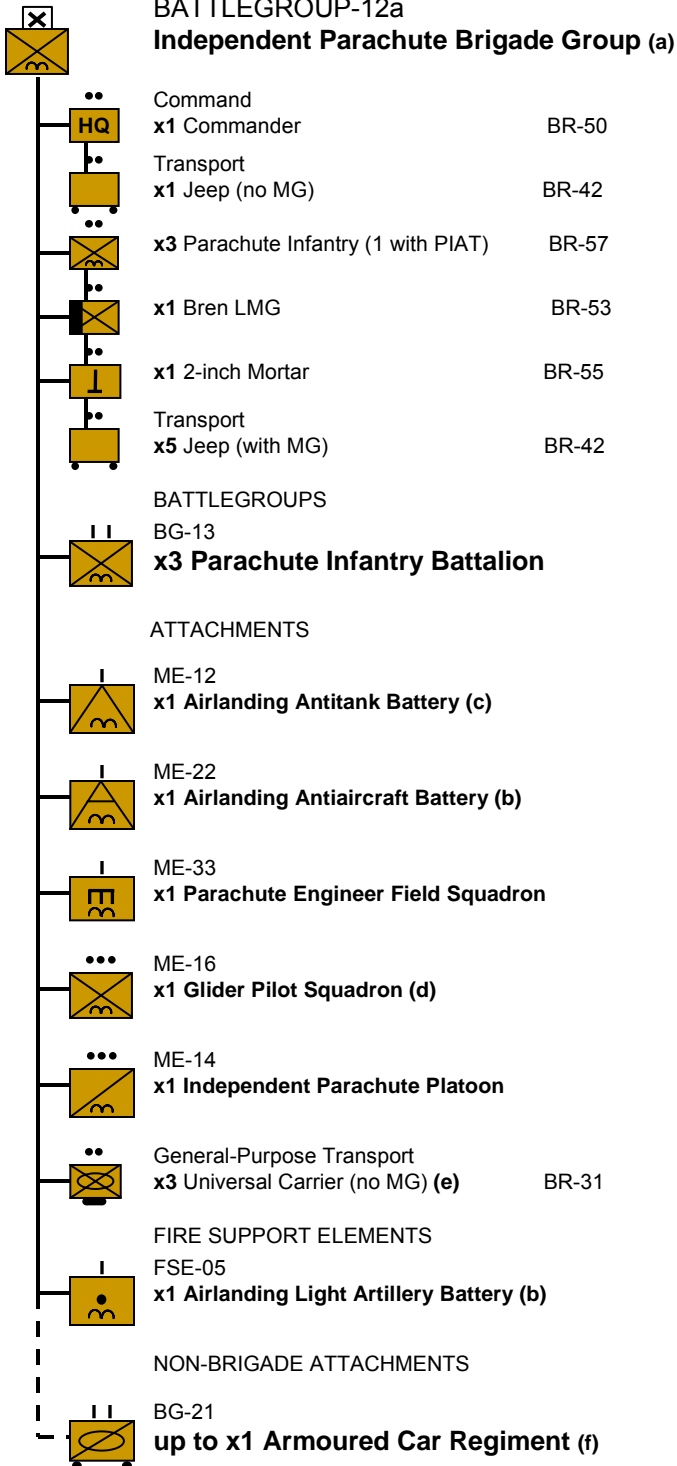 BATTLEGROUP-12a
Independent Parachute Brigade Group (a)
Command
HQ x1 Commander BR-50
Transport
x1 Jeep (no MG) BR-42
x3 Parachute Infantry (1 with PIAT) BR-57
x1 Bren LMG BR-53
x1 2-inch Mortar BR-55
Transport
x5 Jeep (with MG) BR-42
BATTLEGROUPS
BG-13
x3 Parachute Infantry Battalion
ATTACHMENTS
ME-12
x1 Airlanding Antitank Battery (c)
ME-22
x1 Airlanding Antiaircraft Battery (b)
ME-33
x1 Parachute Engineer Field Squadron
ME-16
x1 Glider Pilot Squadron (d)
ME-14
x1 Independent Parachute Platoon
General-Purpose Transport
x3 Universal Carrier (no MG) (e) BR-31
FIRE SUPPORT ELEMENTS
FSE-05
x1 Airlanding Light Artillery Battery (b)
NON-BRIGADE ATTACHMENTS
BG-21
up to x1 Armoured Car Regiment (f)